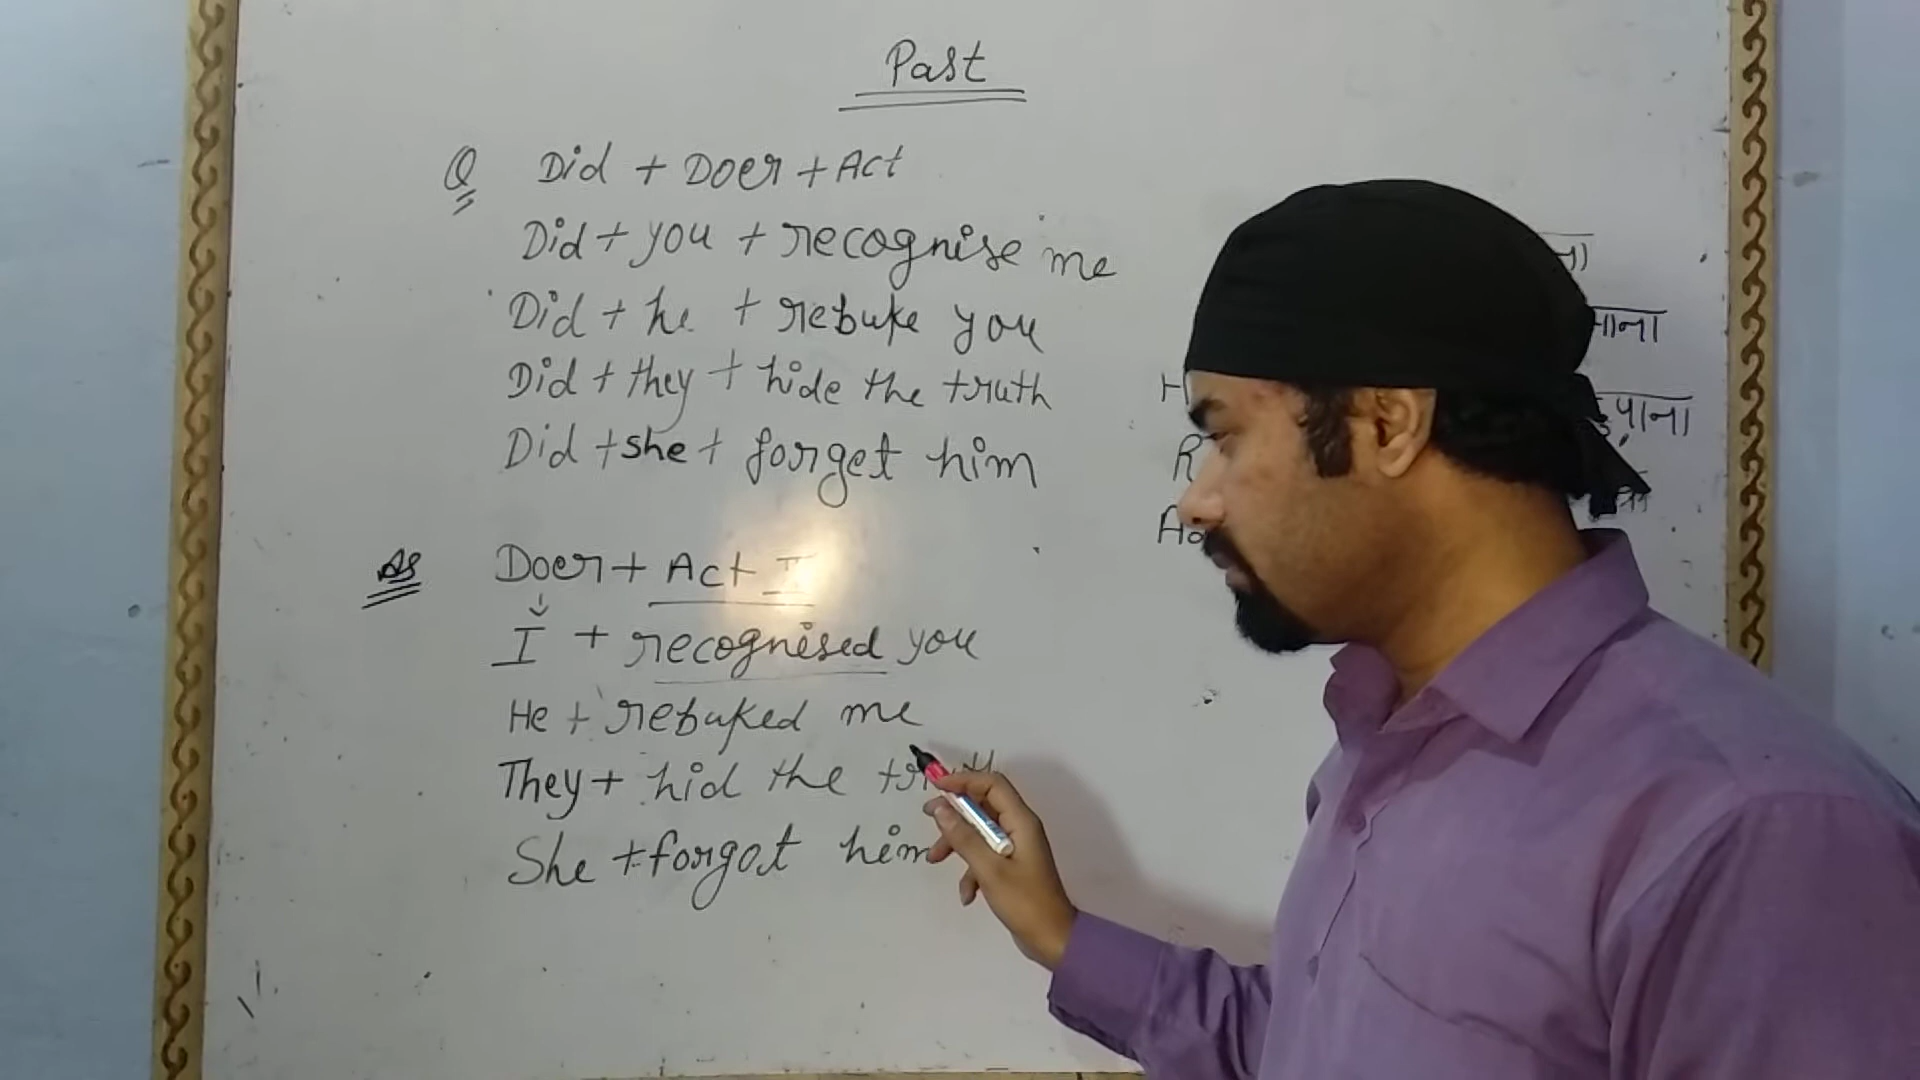 Past
Q Did + Doer + Act
Did + you + recognise me
Did + he + rebuke you
Did + they + hide the truth
Did + she + forget him
As Doer + Act II
I + recognised you
He + rebuked me
They + hid the
She + forgot him